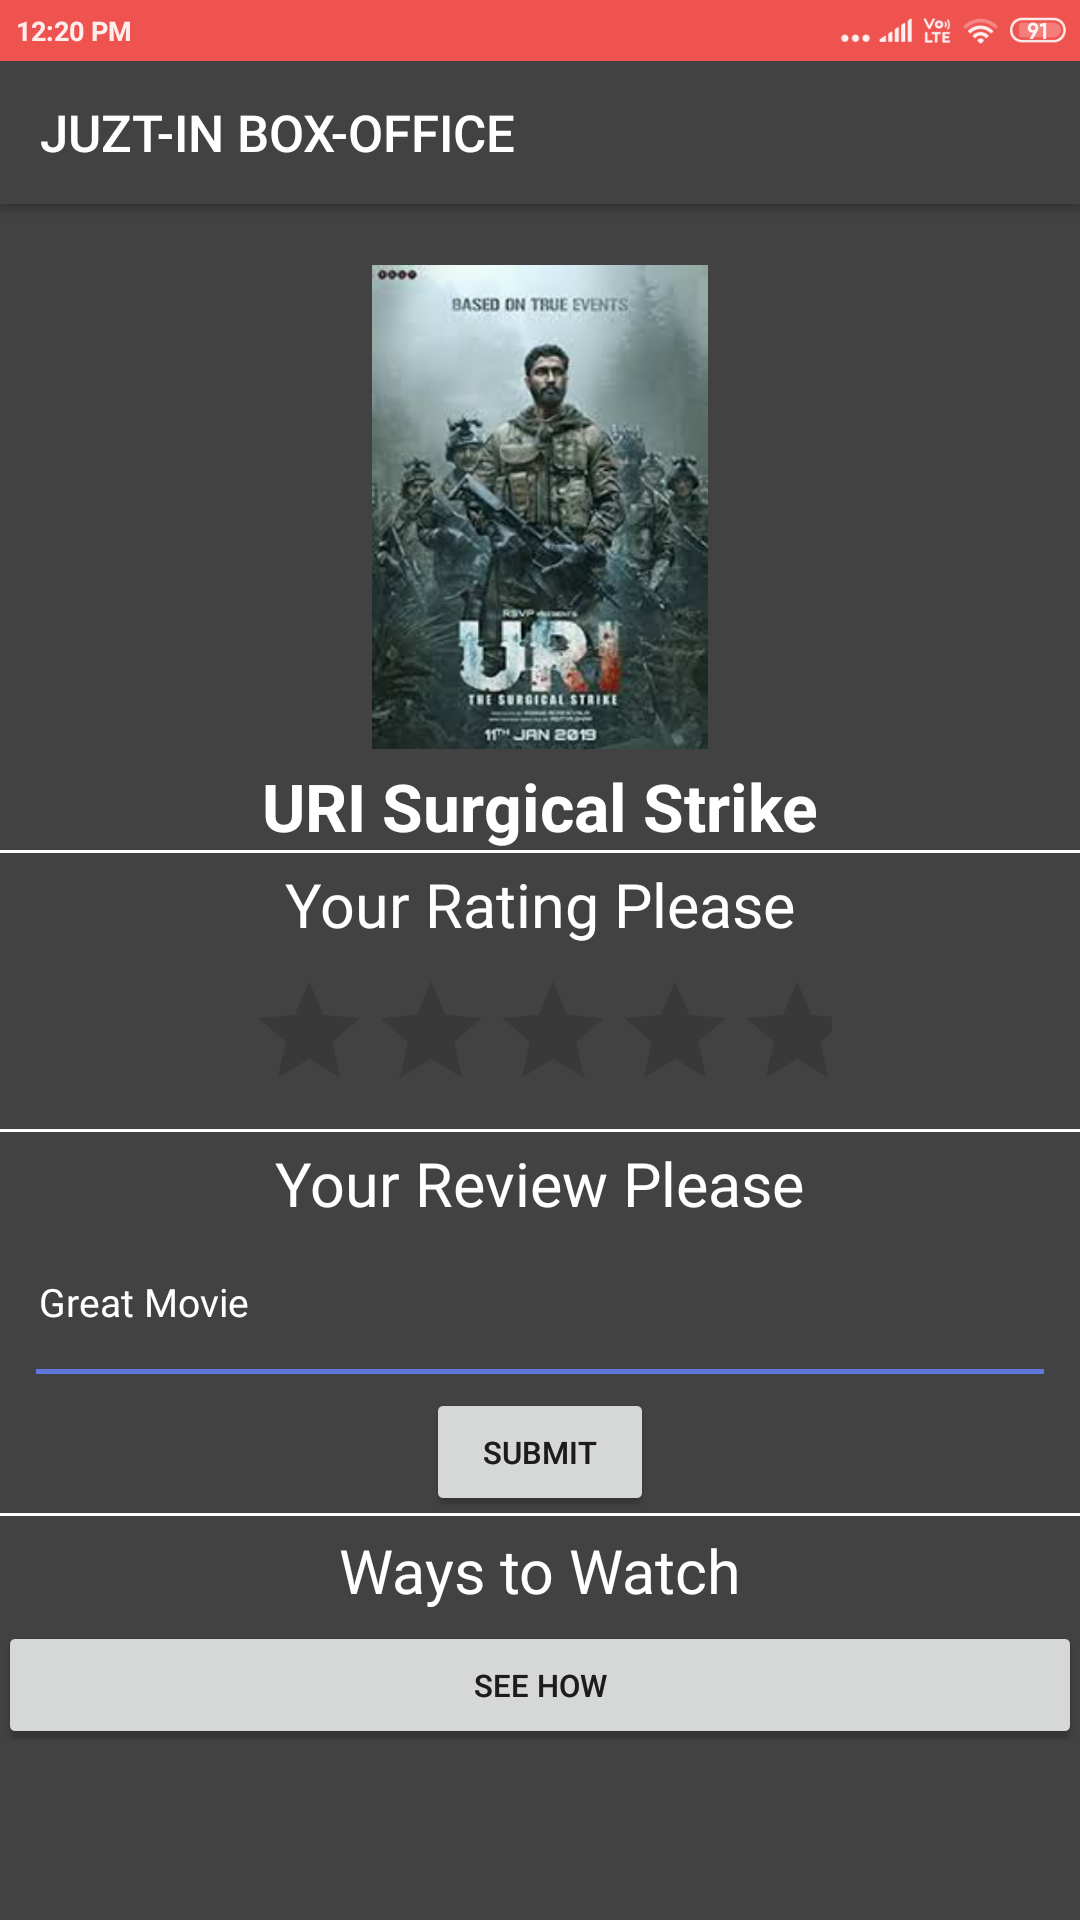 12:20 PM
Vo)) LTE
91
JUZT-IN BOX-OFFICE
BASED ON TRUE EVENTS
RSVP PRESENTS
URI
THE SURGICAL STRIKE
11TH JAN 2019
URI Surgical Strike
Your Rating Please
Your Review Please
Great Movie
SUBMIT
Ways to Watch
SEE HOW